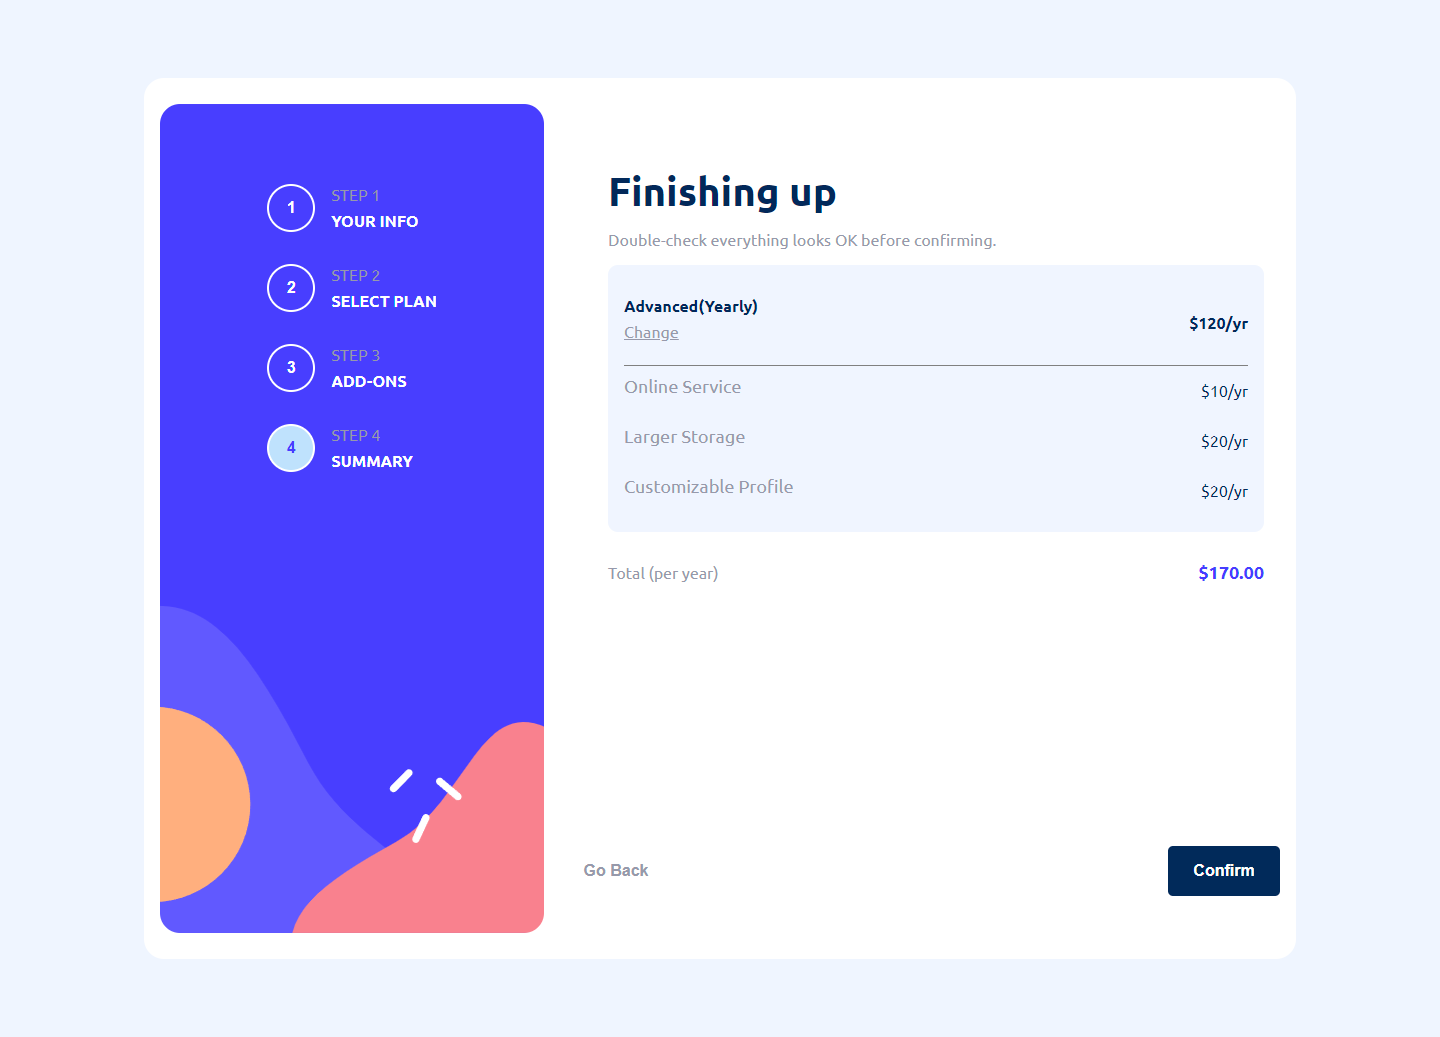 1
STEP 1
YOUR INFO
2
STEP 2
SELECT PLAN
3
STEP 3
ADD-ONS
4
STEP 4
SUMMARY
Finishing up
Double-check everything looks OK before confirming.
Advanced(Yearly)
Change
$120/yr
Online Service
$10/yr
Larger Storage
$20/yr
Customizable Profile
$20/yr
Total (per year)
$170.00
Go Back
Confirm